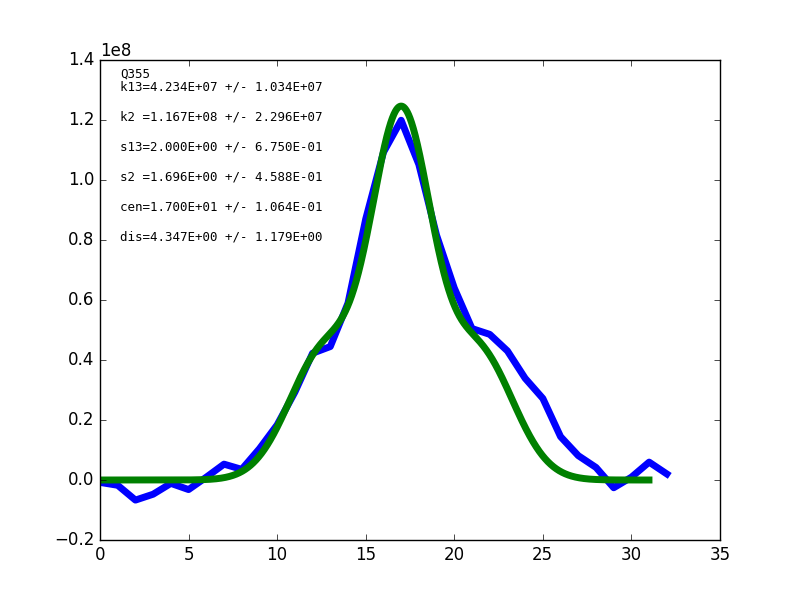 1e8
Q355
k13=4.234E+07 +/- 1.034E+07
k2 =1.167E+08 +/- 2.296E+07
s13=2.000E+00 +/- 6.750E-01
s2 =1.696E+00 +/- 4.588E-01
cen=1.700E+01 +/- 1.064E-01
dis=4.347E+00 +/- 1.179E+00
1.4
1.2
1.0
0.8
0.6
0.4
0.2
0.0
−0.2
0 5 10 15 20 25 30 35